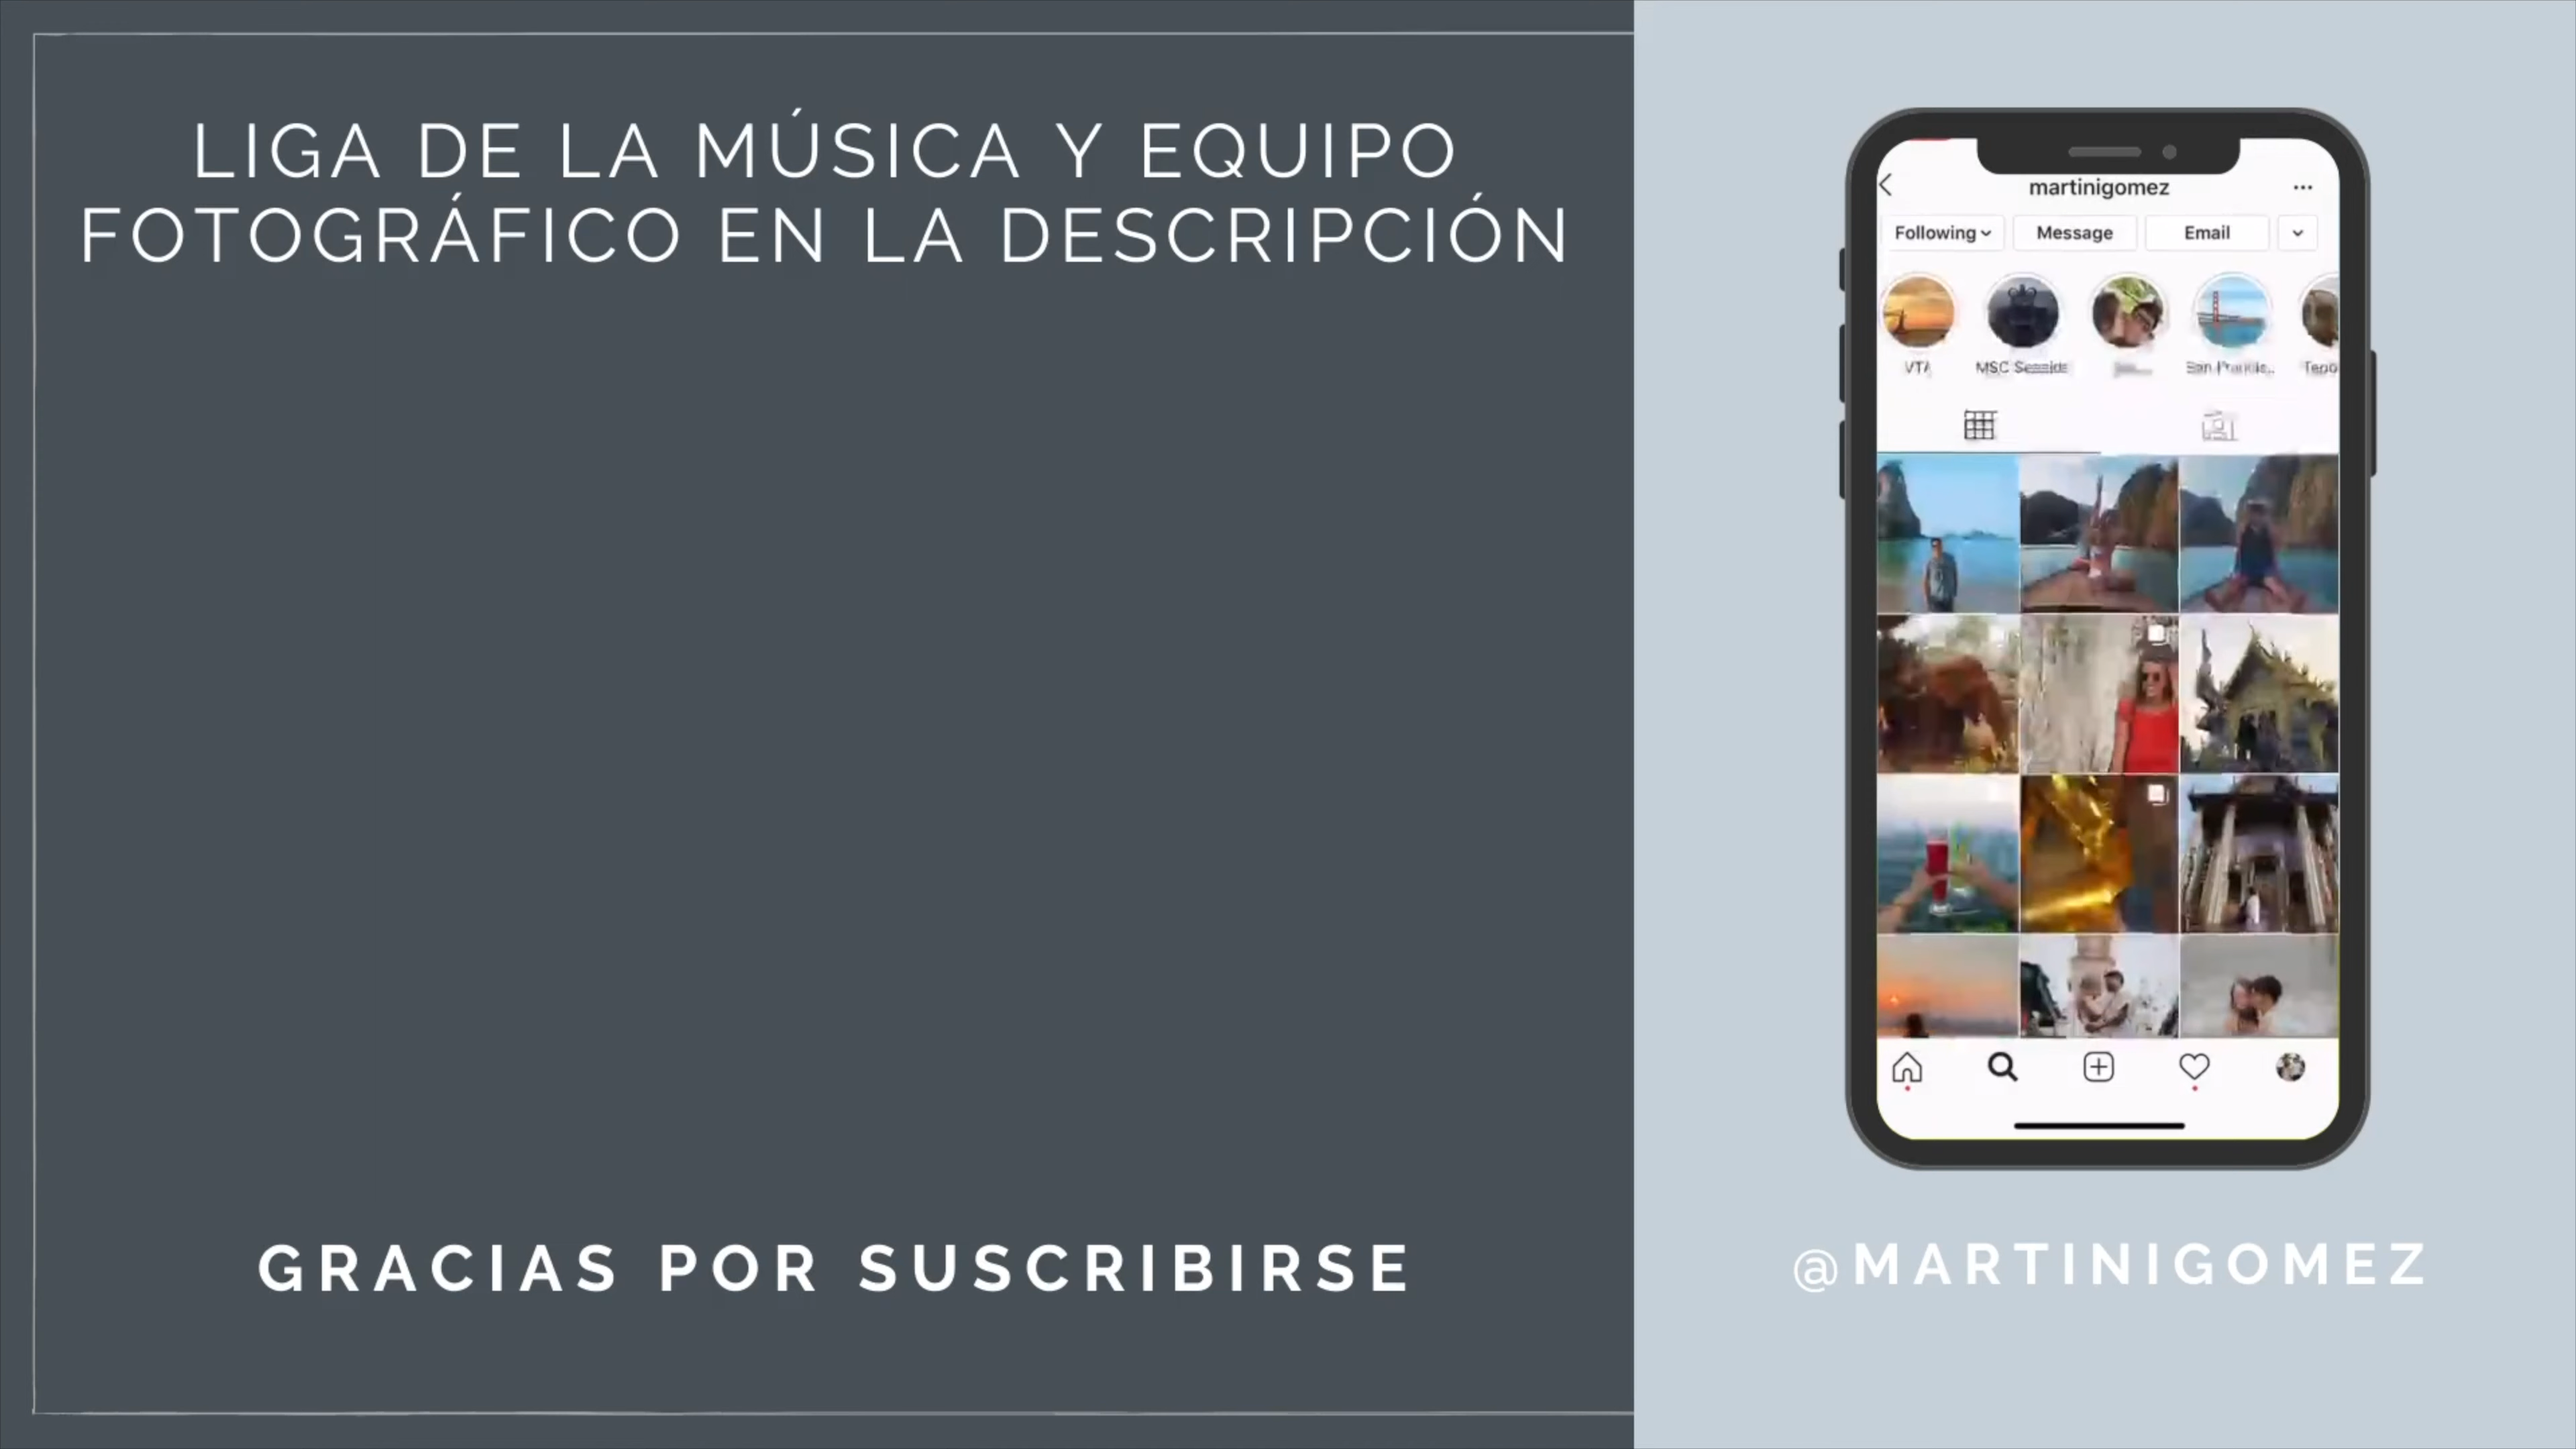 LIGA DE LA MÚSICA Y EQUIPO
FOTOGRÁFICO EN LA DESCRIPCIÓN
martinigomez
Following
Message
Email
VTA
MSC
GRACIAS POR SUSCRIBIRSE
@MARTINIGOMEZ